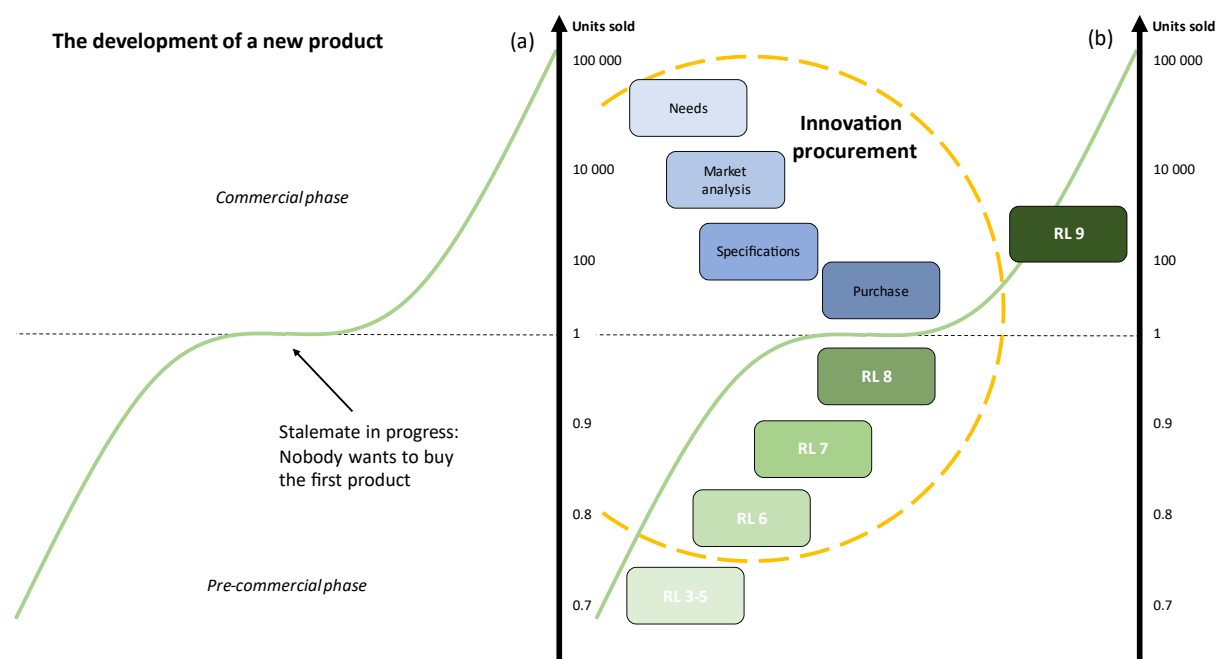 The development of a new product
(a)
Units sold
100 000
10 000
100
1
0.9
0.8
0.7
Commercial phase
Stalemate in progress:
Nobody wants to buy
the first product
Pre-commercial phase
(b)
Units sold
100 000
10 000
100
1
0.9
0.8
0.7
Innovation
procurement
Needs
Market
analysis
Specifications
Purchase
RL 9
RL 8
RL 7
RL 6
RL 3-5